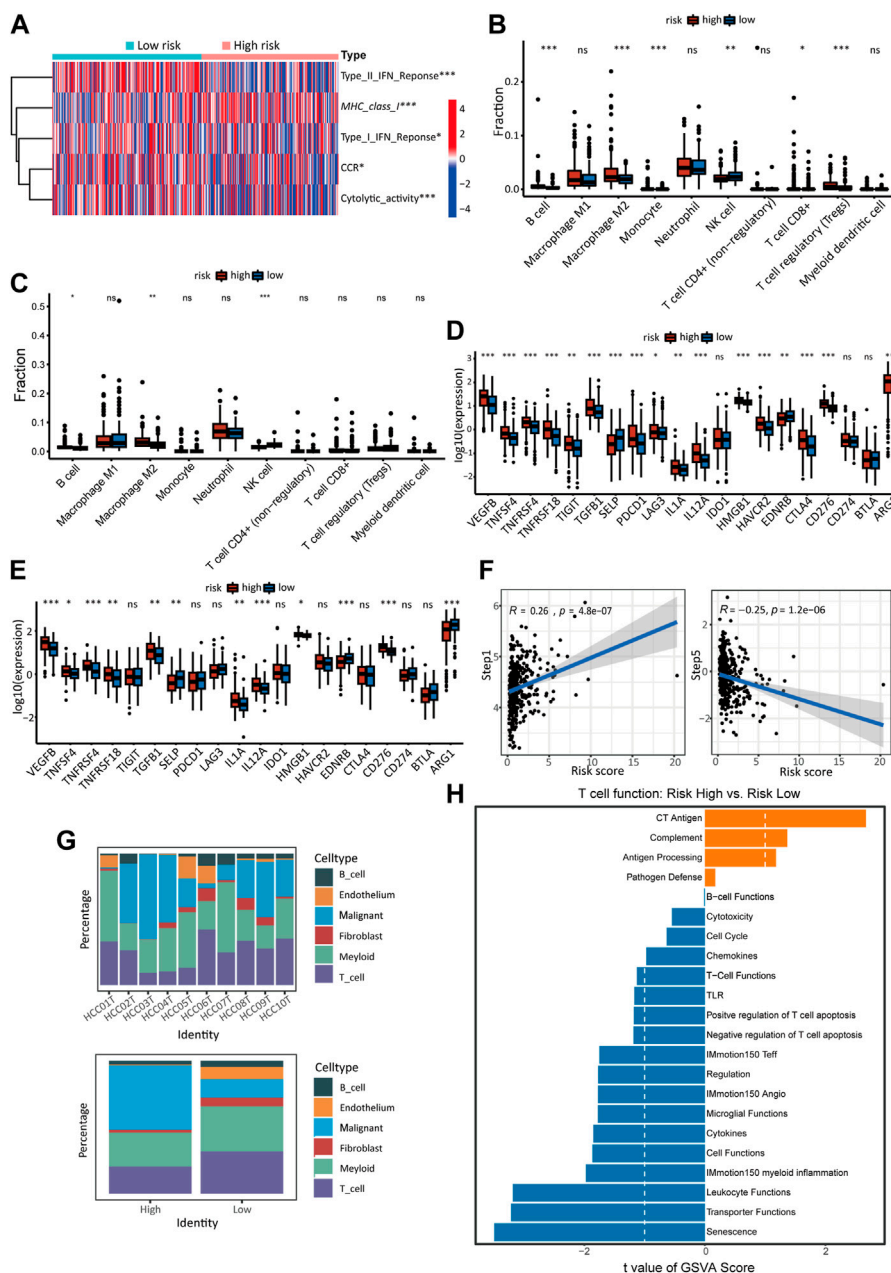 A
Low risk High risk Type
Type_II_IFN_Reponse***
MHC_class_I***
Type_I_IFN_Reponse*
CCR*
Cytolytic_activity***
4
2
0
−2
−4
B
risk high low
*** ns *** *** ns ** ns * *** ns
Fraction
0.2
0.1
0.0
B cell
Macrophage M1
Macrophage M2
Monocyte
Neutrophil
NK cell
T cell CD4+ (non−regulatory)
T cell CD8+
T cell regulatory (Tregs)
Myeloid dendritic cell
C
risk high low
* ns ** ns ns *** ns ns ns ns
Fraction
0.5
0.4
0.3
0.2
0.1
0.0
B cell
Macrophage M1
Macrophage M2
Monocyte
Neutrophil
NK cell
T cell CD4+ (non−regulatory)
T cell CD8+
T cell regulatory (Tregs)
Myeloid dendritic cell
D
risk high low
log10(expression)
3
2
1
0
−1
−2
VEGFB
TNFSF4
TNFRSF4
TNFRSF18
TIGIT
TGFB1
SELP
PDCD1
LAG3
IL1A
IL12A
IDO1
HMGB1
HAVCR2
EDNRB
CTLA4
CD276
CD274
BTLA
ARG1
E
risk high low
*** * *** ** ns ** ** ns ns ** *** ns * ns *** ns *** ns ns ***
log10(expression)
2
0
−2
VEGFB
TNFSF4
TNFRSF4
TNFRSF18
TIGIT
TGFB1
SELP
PDCD1
LAG3
IL1A
IL12A
IDO1
HMGB1
HAVCR2
EDNRB
CTLA4
CD276
CD274
BTLA
ARG1
F
R = 0.26 , p = 4.8e−07
Step1
6
5
4
0 5 10 15 20
Risk score
R = −0.25, p = 1.2e−06
Step5
2
0
−2
0 5 10 15 20
Risk score
G
Percentage
HCC01T
HCC02T
HCC03T
HCC04T
HCC05T
HCC06T
HCC07T
HCC08T
HCC09T
HCC10T
Identity
Celltype
B_cell
Endothelium
Malignant
Fibroblast
Meyloid
T_cell
Percentage
High Low
Identity
Celltype
B_cell
Endothelium
Malignant
Fibroblast
Meyloid
T_cell
H
T cell function: Risk High vs. Risk Low
CT Antigen
Complement
Antigen Processing
Pathogen Defense
B−cell Functions
Cytotoxicity
Cell Cycle
Chemokines
T−Cell Functions
TLR
Positve regulation of T cell apoptosis
Negative regulation of T cell apoptosis
IMmotion150 Teff
Regulation
IMmotion150 Angio
Microglial Functions
Cytokines
Cell Functions
IMmotion150 myeloid inflammation
Leukocyte Functions
Transporter Functions
Senescence
−2 0 2
t value of GSVA Score